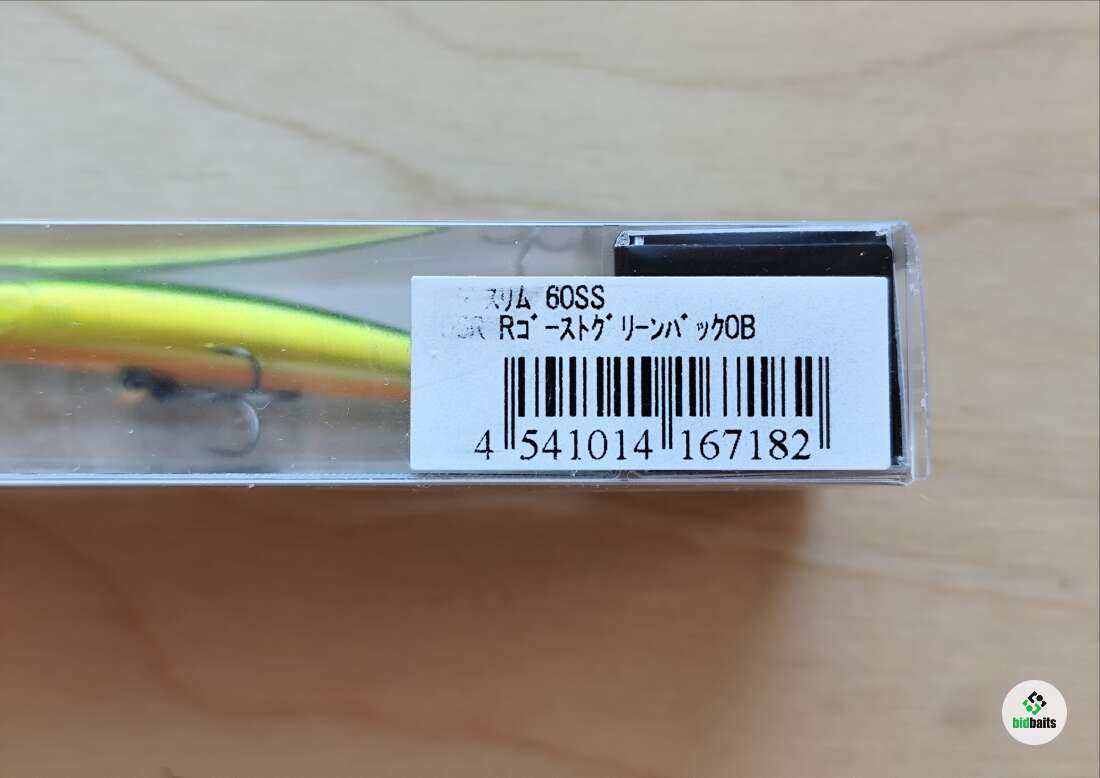 スリム 60SS
RゴーストグリーンバックOB
4 541014 167182
bidbaits